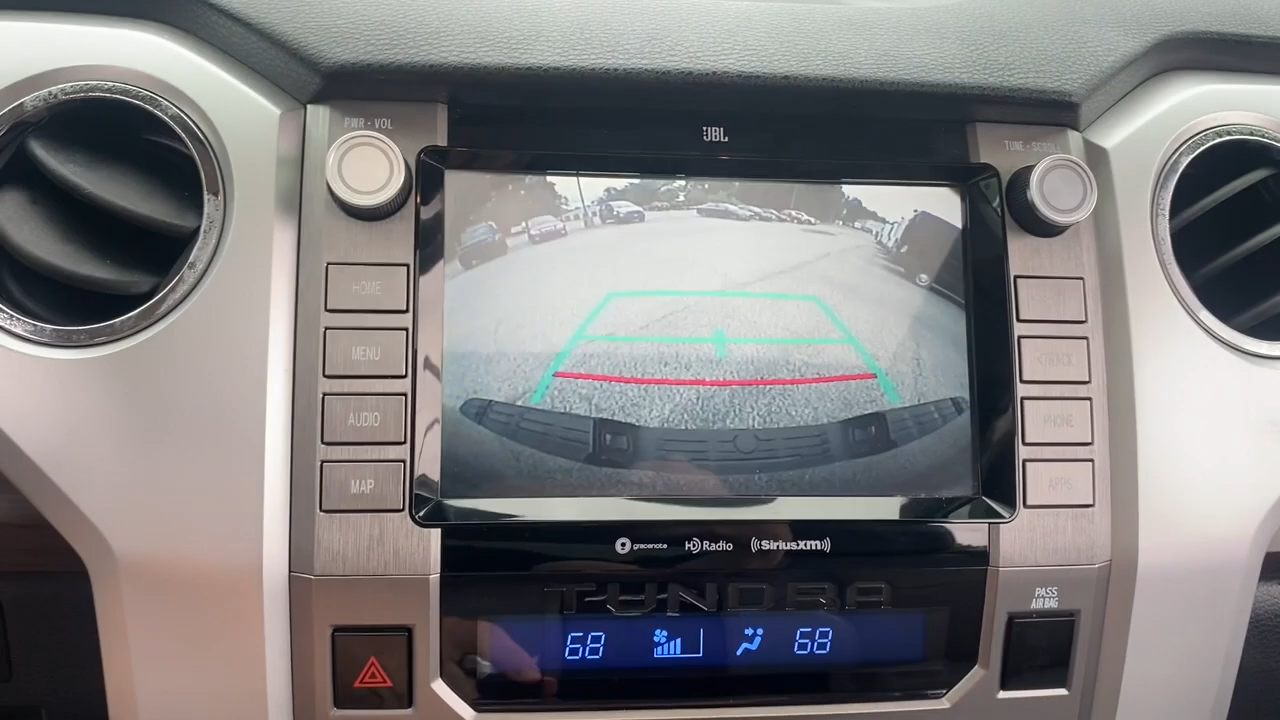 PWR • VOL
JBL
TUNE • SCROLL
HOME
MENU
AUDIO
MAP
TRACK
PHONE
APPS
gracenote
HD Radio
((SiriusXM))
TUNDRA
68
68
PASS
AIR BAG